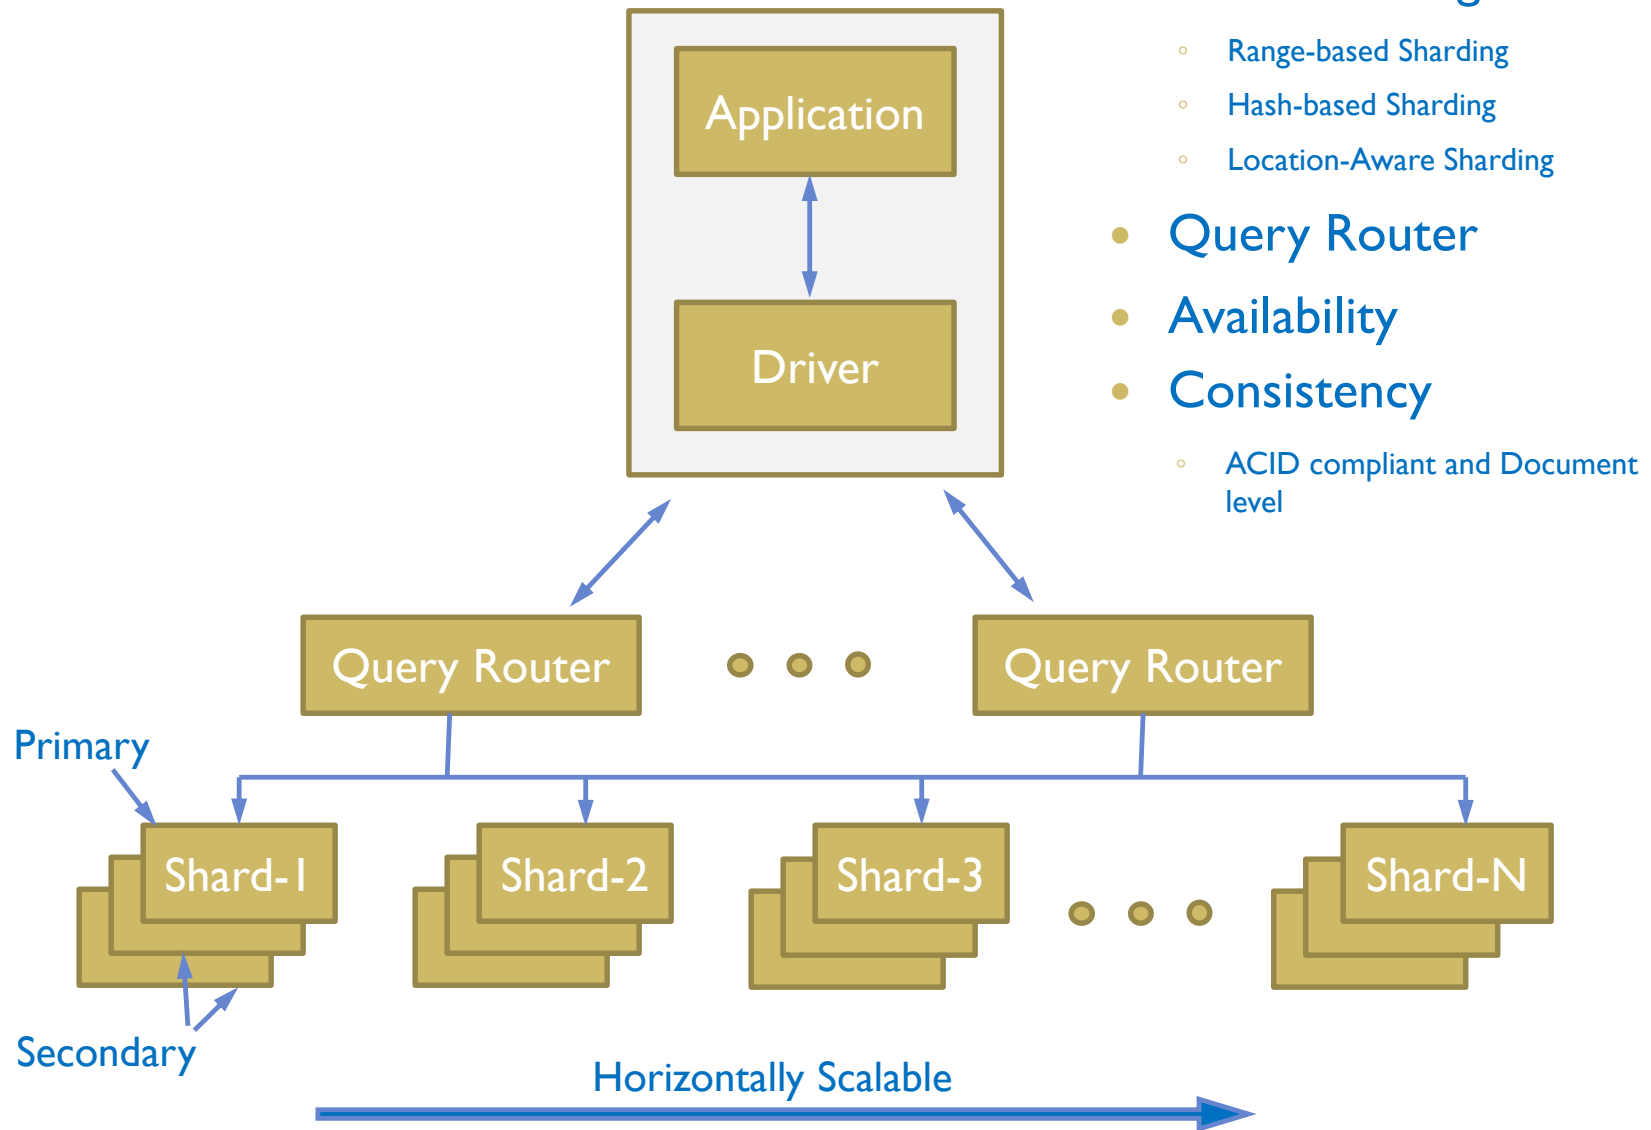 Range-based Sharding
Hash-based Sharding
Location-Aware Sharding
Query Router
Availability
Consistency
ACID compliant and Document
level
Application
Driver
Query Router
Query Router
Primary
Shard-1
Shard-2
Shard-3
Shard-N
Secondary
Horizontally Scalable